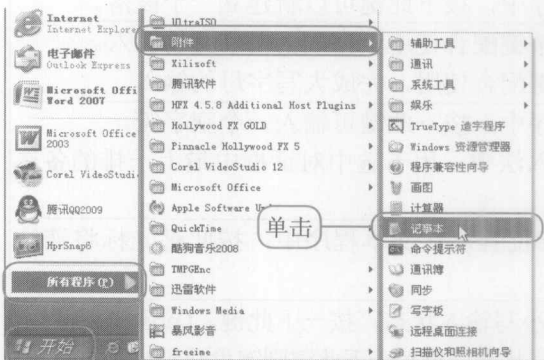 Internet
Internet Explore
电子邮件
Outlook Express
Microsoft Offi
Word 2007
Microsoft Office
2003
Corel VideoStudi
腾讯QQ2009
HprSnap6
所有程序(P)
开始
UltraISO
附件
Xilisoft
腾讯软件
HFX 4.5.8 Additional Host Plugins
Hollywood FX GOLD
Pinnacle Hollywood FX 5
Corel VideoStudio 12
Microsoft Office
Apple Software Up
QuickTime
酷狗音乐2008
TMPGEnc
迅雷软件
Windows Media
暴风影音
freeime
单击
辅助工具
通讯
系统工具
娱乐
TrueType 造字程序
Windows 资源管理器
程序兼容性向导
画图
计算器
记事本
命令提示符
通讯簿
同步
写字板
远程桌面连接
扫描仪和照相机向导